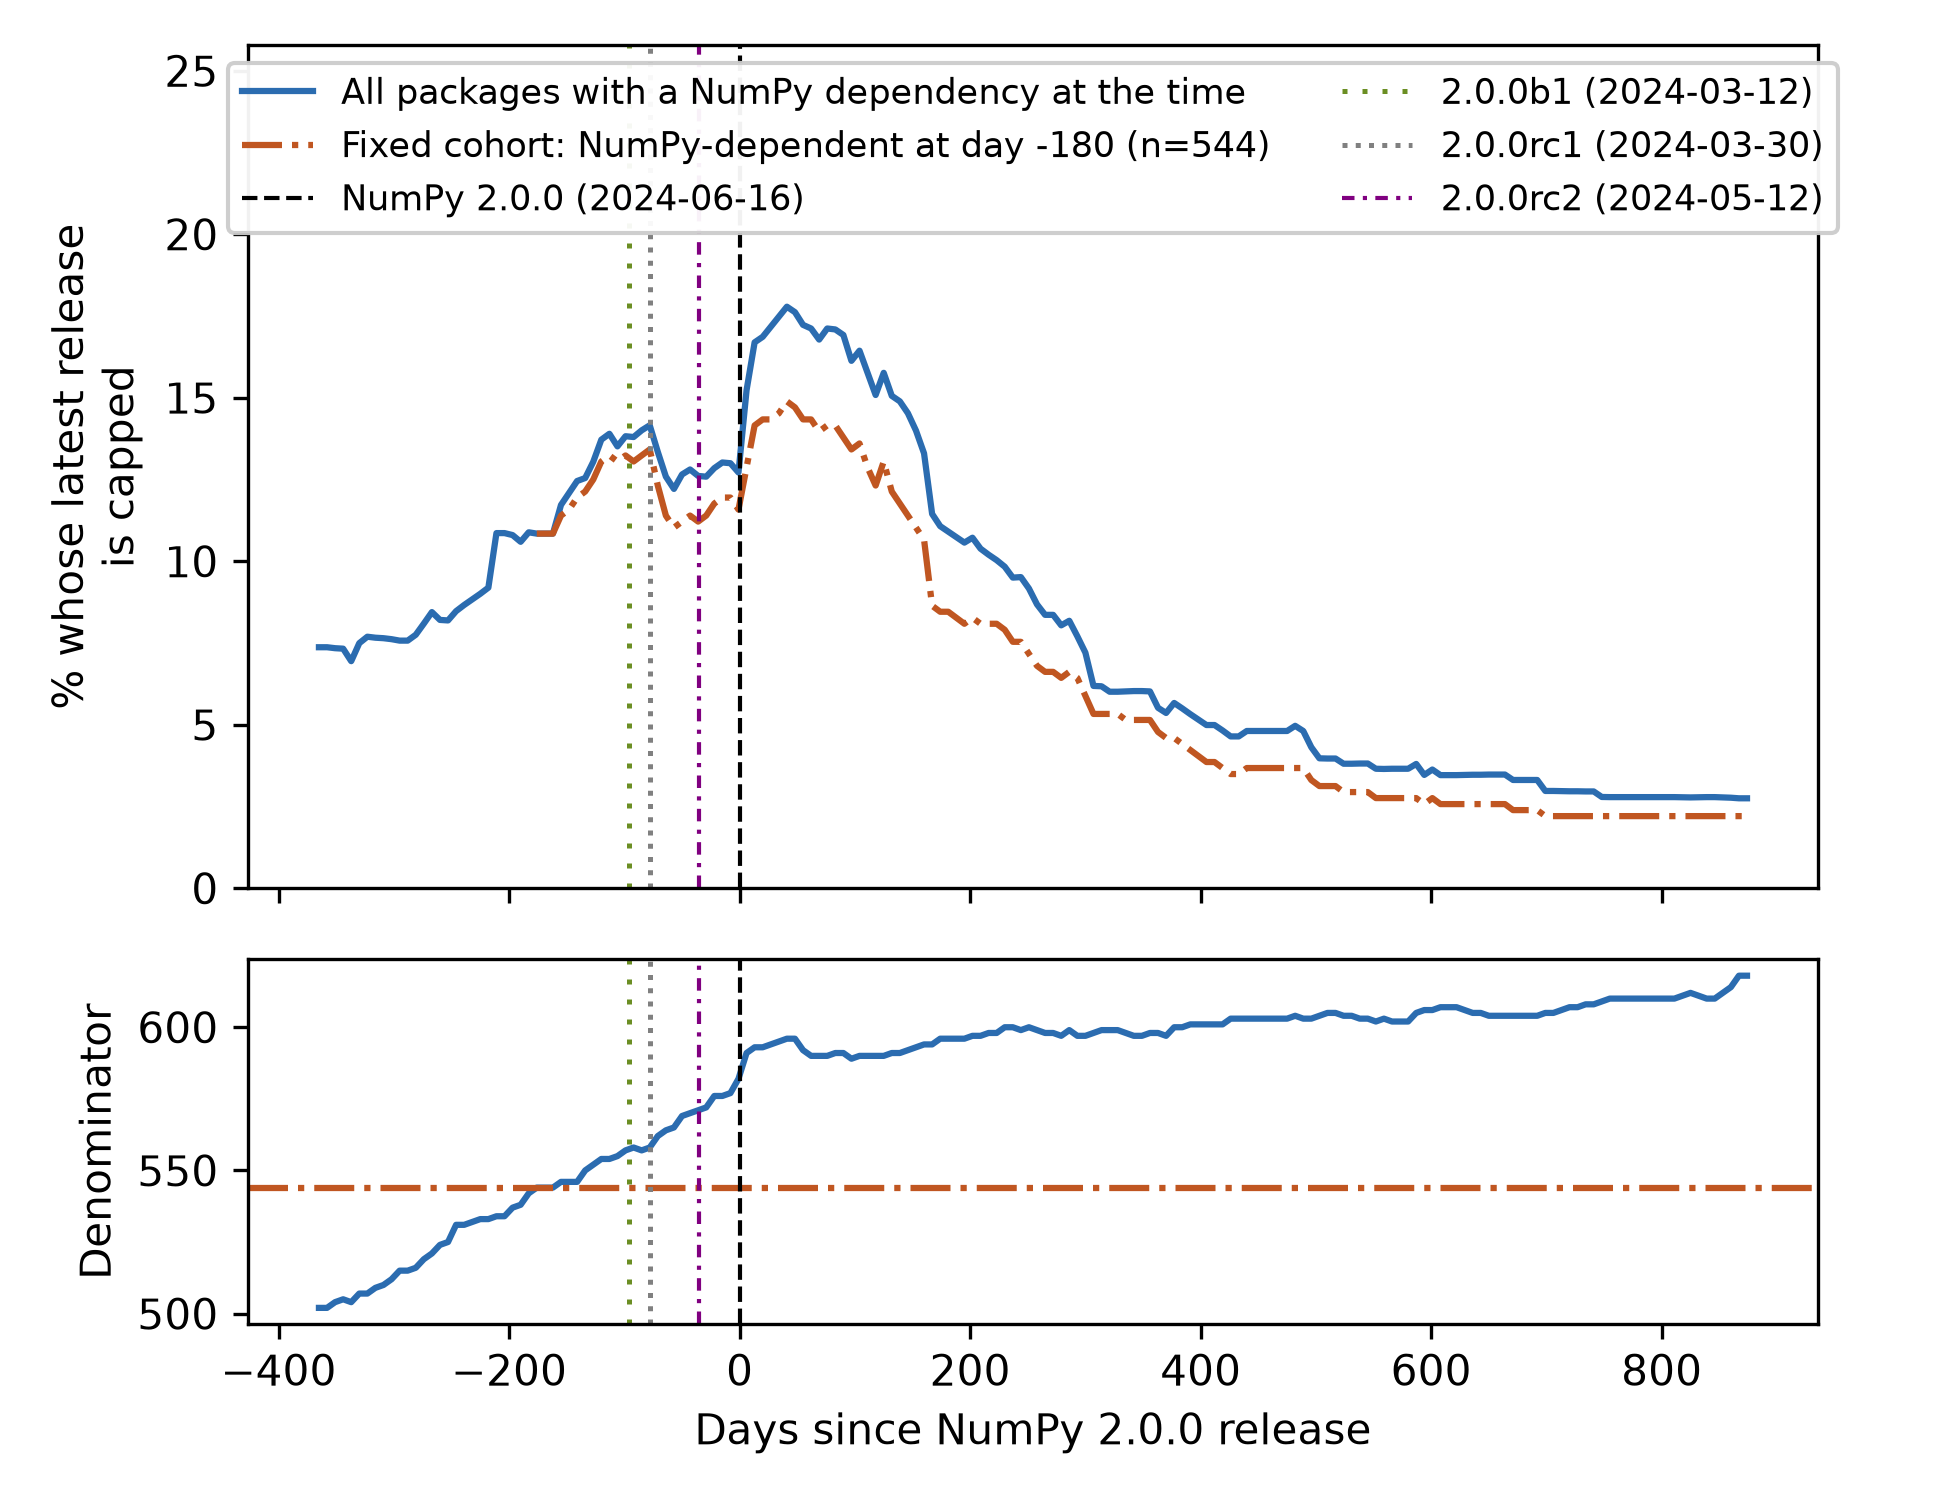 % whose latest release
is capped
25
20
15
10
5
0
All packages with a NumPy dependency at the time
Fixed cohort: NumPy-dependent at day -180 (n=544)
NumPy 2.0.0 (2024-06-16)
2.0.0b1 (2024-03-12)
2.0.0rc1 (2024-03-30)
2.0.0rc2 (2024-05-12)
Denominator
600
550
500
−400 −200 0 200 400 600 800
Days since NumPy 2.0.0 release